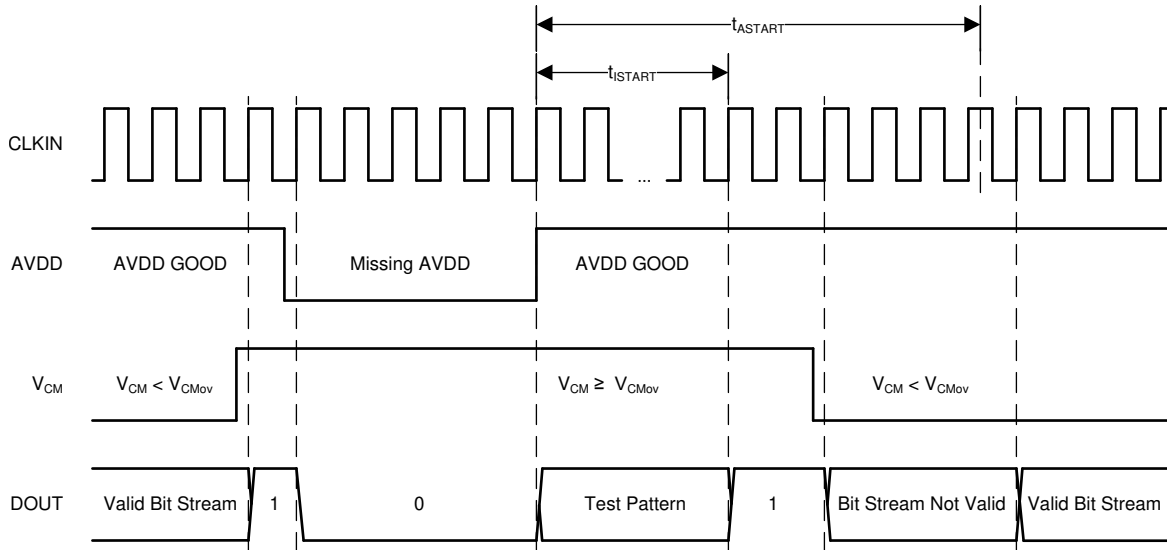 tASTART
tISTART
CLKIN
...
AVDD AVDD GOOD Missing AVDD AVDD GOOD
VCM VCM < VCMov VCM ≥ VCMov VCM < VCMov
DOUT Valid Bit Stream 1 0 Test Pattern 1 Bit Stream Not Valid Valid Bit Stream